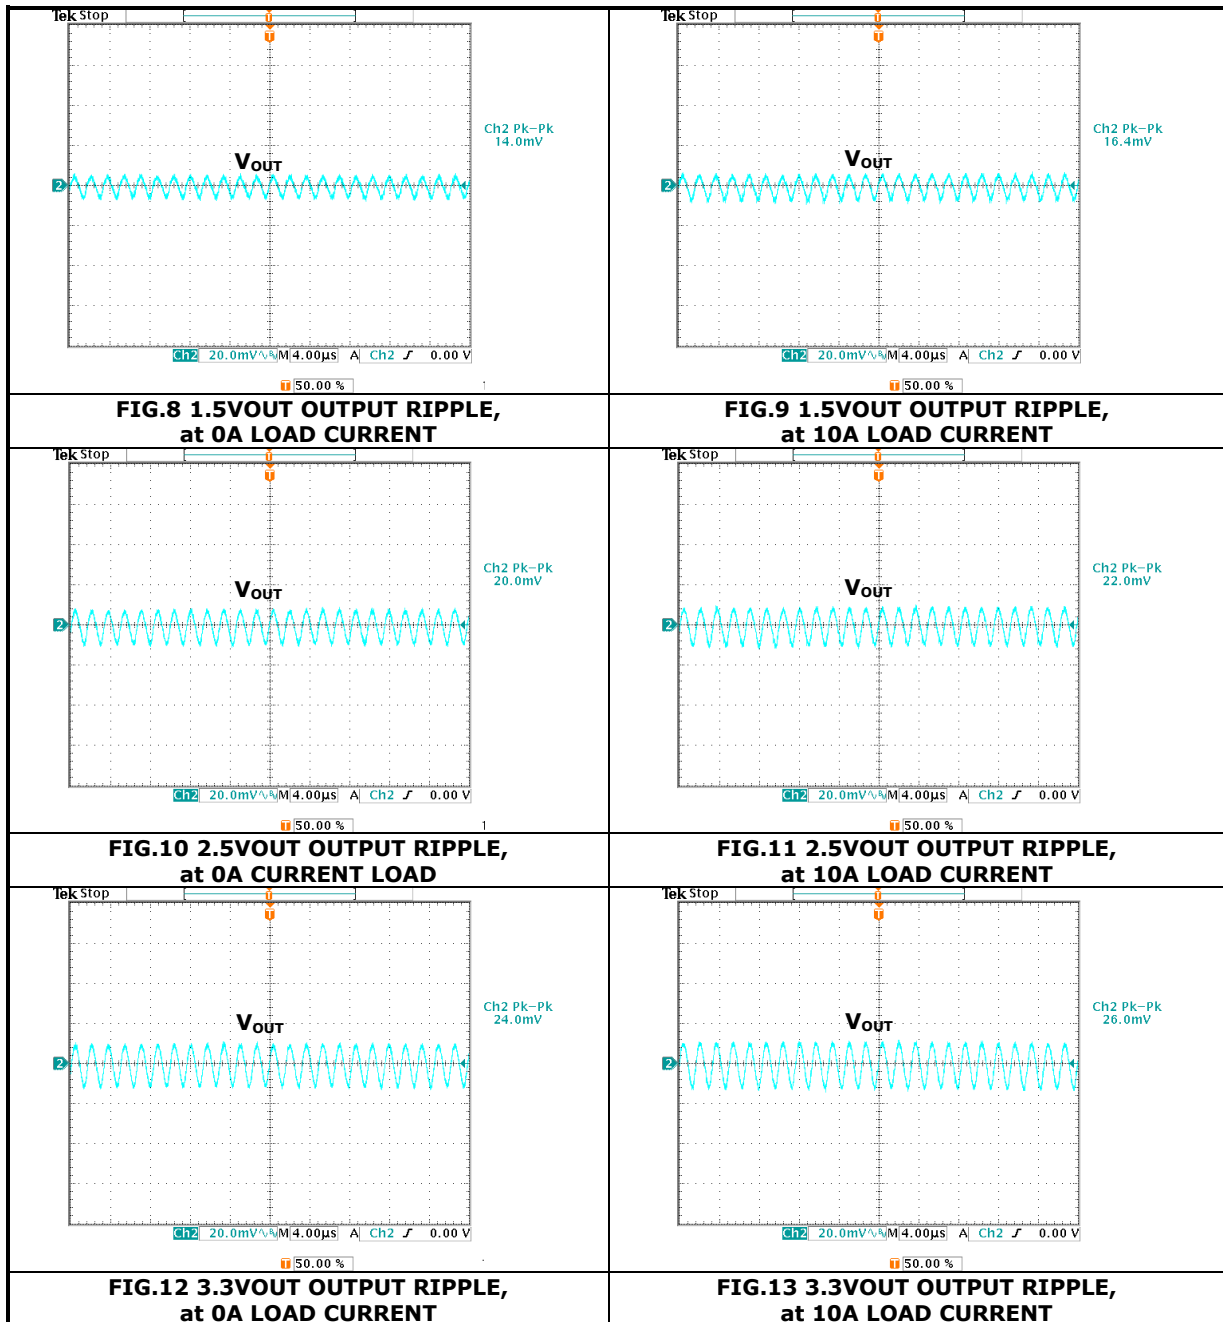 Tek Stop
T
T
Ch2 Pk–Pk
14.0mV
VOUT
2
Ch2 20.0mV M 4.00µs A Ch2 0.00 V
T 50.00 %
FIG.8 1.5VOUT OUTPUT RIPPLE,
at 0A LOAD CURRENT
Tek Stop
T
T
Ch2 Pk–Pk
16.4mV
VOUT
2
Ch2 20.0mV M 4.00µs A Ch2 0.00 V
T 50.00 %
FIG.9 1.5VOUT OUTPUT RIPPLE,
at 10A LOAD CURRENT
Tek Stop
T
T
Ch2 Pk–Pk
20.0mV
VOUT
2
Ch2 20.0mV M 4.00µs A Ch2 0.00 V
T 50.00 %
FIG.10 2.5VOUT OUTPUT RIPPLE,
at 0A CURRENT LOAD
Tek Stop
T
T
Ch2 Pk–Pk
22.0mV
VOUT
2
Ch2 20.0mV M 4.00µs A Ch2 0.00 V
T 50.00 %
FIG.11 2.5VOUT OUTPUT RIPPLE,
at 10A LOAD CURRENT
Tek Stop
T
T
Ch2 Pk–Pk
24.0mV
VOUT
2
Ch2 20.0mV M 4.00µs A Ch2 0.00 V
T 50.00 %
FIG.12 3.3VOUT OUTPUT RIPPLE,
at 0A LOAD CURRENT
Tek Stop
T
T
Ch2 Pk–Pk
26.0mV
VOUT
2
Ch2 20.0mV M 4.00µs A Ch2 0.00 V
T 50.00 %
FIG.13 3.3VOUT OUTPUT RIPPLE,
at 10A LOAD CURRENT